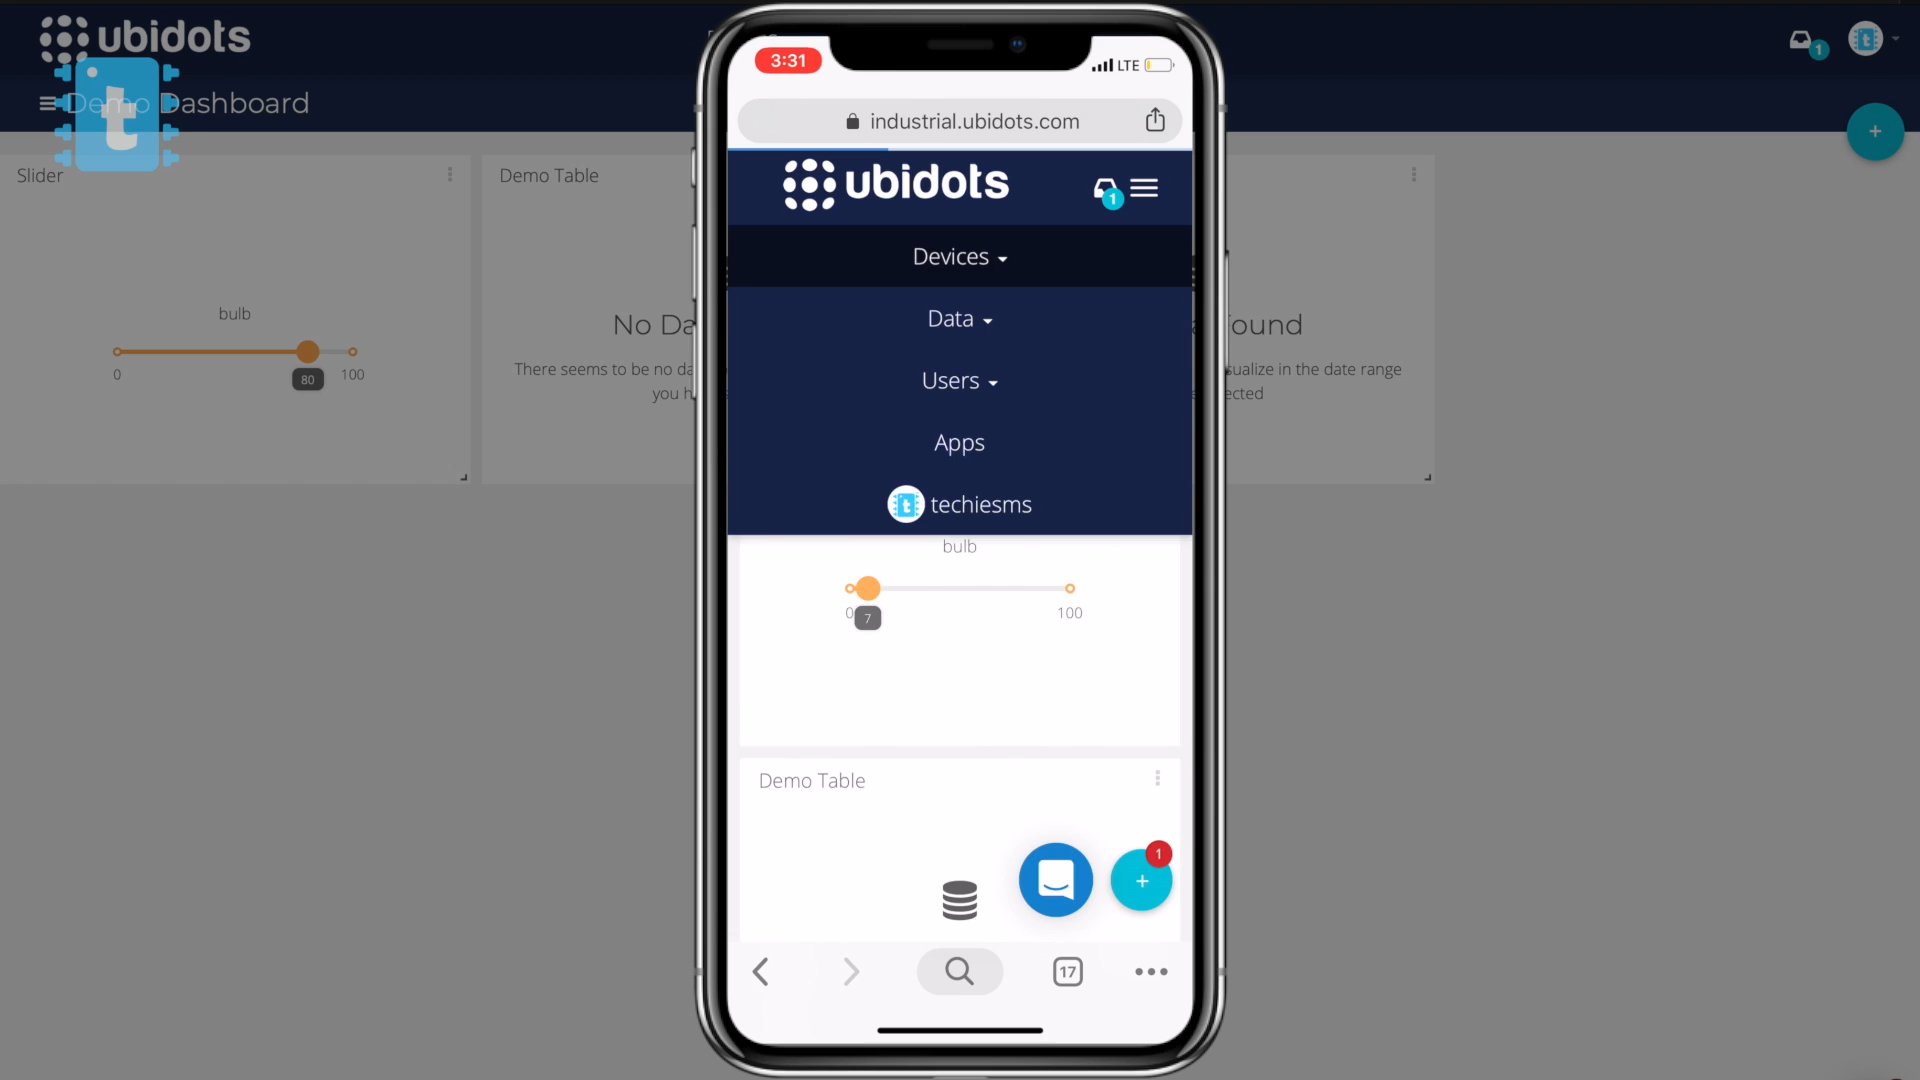 ubidots
1
Demo Dashboard
t
+
Slider
bulb
0
80
100
Demo Table
No Da
There seems to be no da
you h
ound
sualize in the date range
ected
3:31
LTE
industrial.ubidots.com
ubidots
1
Devices
Data
Users
Apps
techiesms
bulb
0
7
100
Demo Table
1
+
17